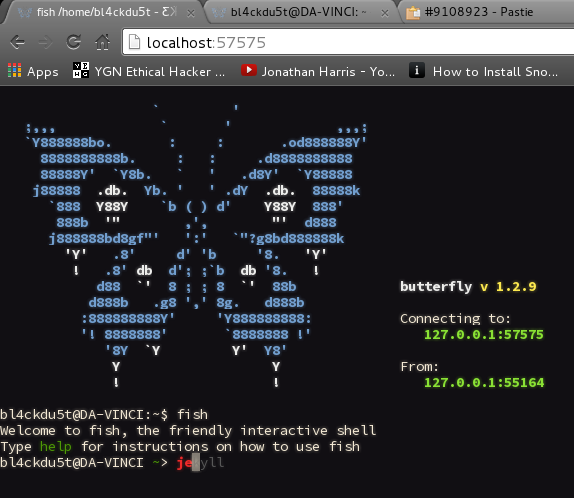 fish /home/bl4ckdu5t - ƐӜ
bl4ckdu5t@DA-VINCI: ~
#9108923 - Pastie
localhost:57575
Apps
YGN Ethical Hacker ...
Jonathan Harris - Yo...
How to Install Sno...
butterfly v 1.2.9
Connecting to:
127.0.0.1:57575
From:
127.0.0.1:55164
bl4ckdu5t@DA-VINCI:~$ fish
Welcome to fish, the friendly interactive shell
Type help for instructions on how to use fish
bl4ckdu5t@DA-VINCI ~> jekyll